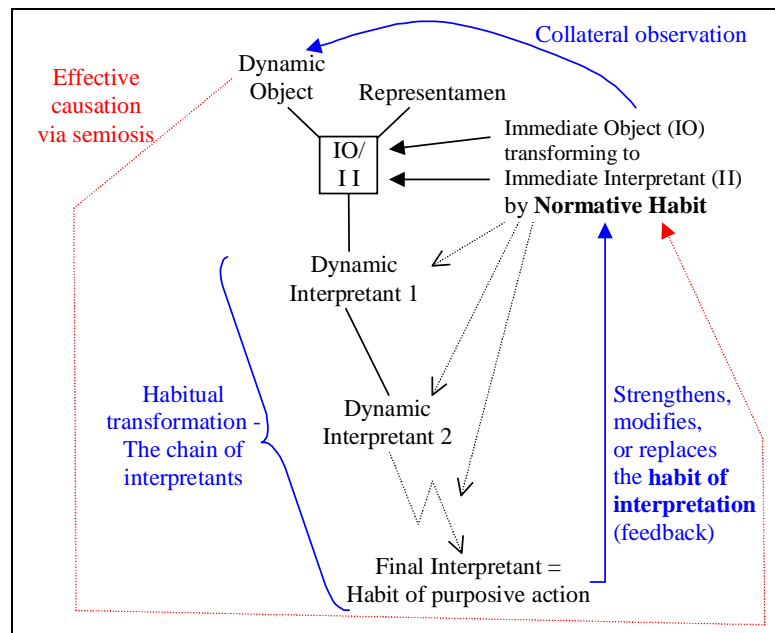 Collateral observation
Effective
causation
via semiosis
Dynamic
Object
Representamen
IO/
I I
Immediate Object (IO)
transforming to
Immediate Interpretant (II)
by Normative Habit
Dynamic
Interpretant 1
Habitual
transformation -
The chain of
interpretants
Dynamic
Interpretant 2
Strengthens,
modifies,
or replaces
the habit of
interpretation
(feedback)
Final Interpretant =
Habit of purposive action